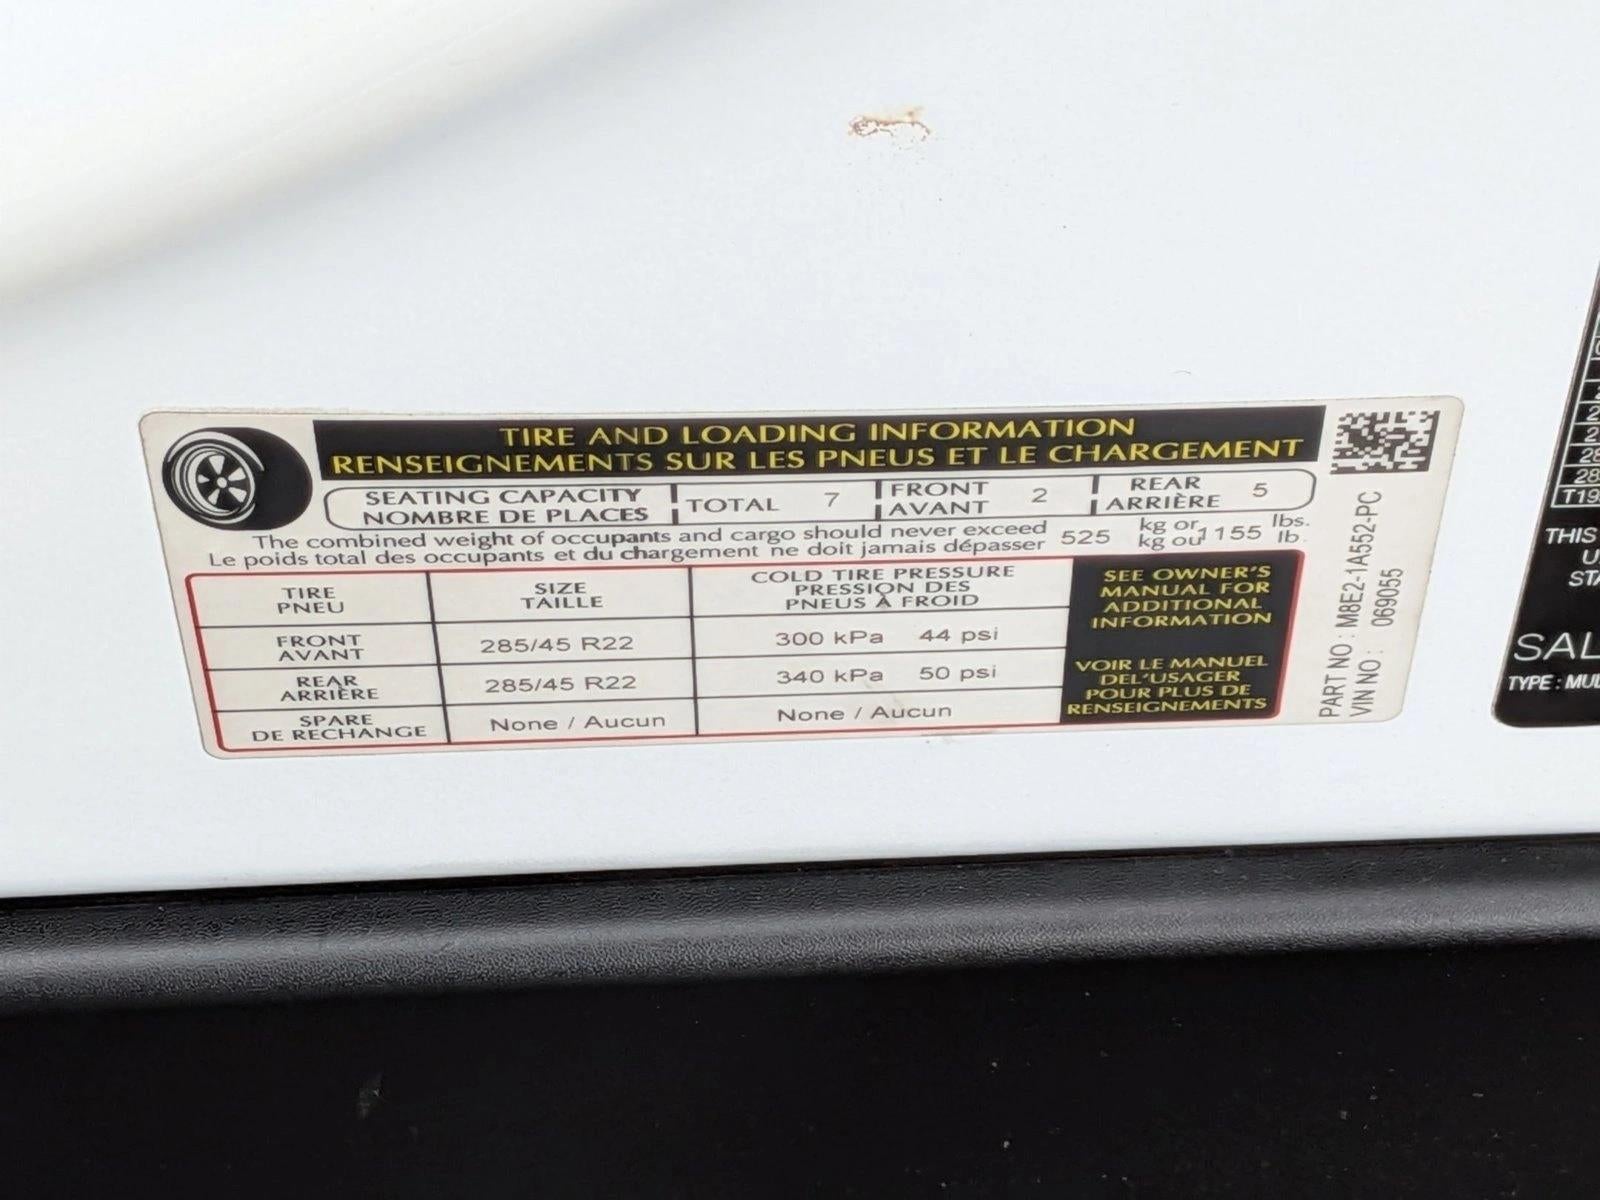 TIRE AND LOADING INFORMATION
RENSEIGNEMENTS SUR LES PNEUS ET LE CHARGEMENT
SEATING CAPACITY
NOMBRE DE PLACES
TOTAL 7
FRONT
AVANT
2
REAR
ARRIÈRE
5
The combined weight of occupants and cargo should never exceed 525 kg or 1155 lbs.
Le poids total des occupants et du chargement ne doit jamais dépasser kg ou lb.
TIRE
PNEU
SIZE
TAILLE
COLD TIRE PRESSURE
PRESSION DES
PNEUS À FROID
FRONT
AVANT
285/45 R22
300 kPa 44 psi
REAR
ARRIÈRE
285/45 R22
340 kPa 50 psi
SPARE
DE RECHANGE
None / Aucun
None / Aucun
SEE OWNER'S
MANUAL FOR
ADDITIONAL
INFORMATION
VOIR LE MANUEL
DEL'USAGER
POUR PLUS DE
RENSEIGNEMENTS
PART NO : M8E2-1A552-PC
VIN NO : 069055
THIS
SAL
TYPE : MUL